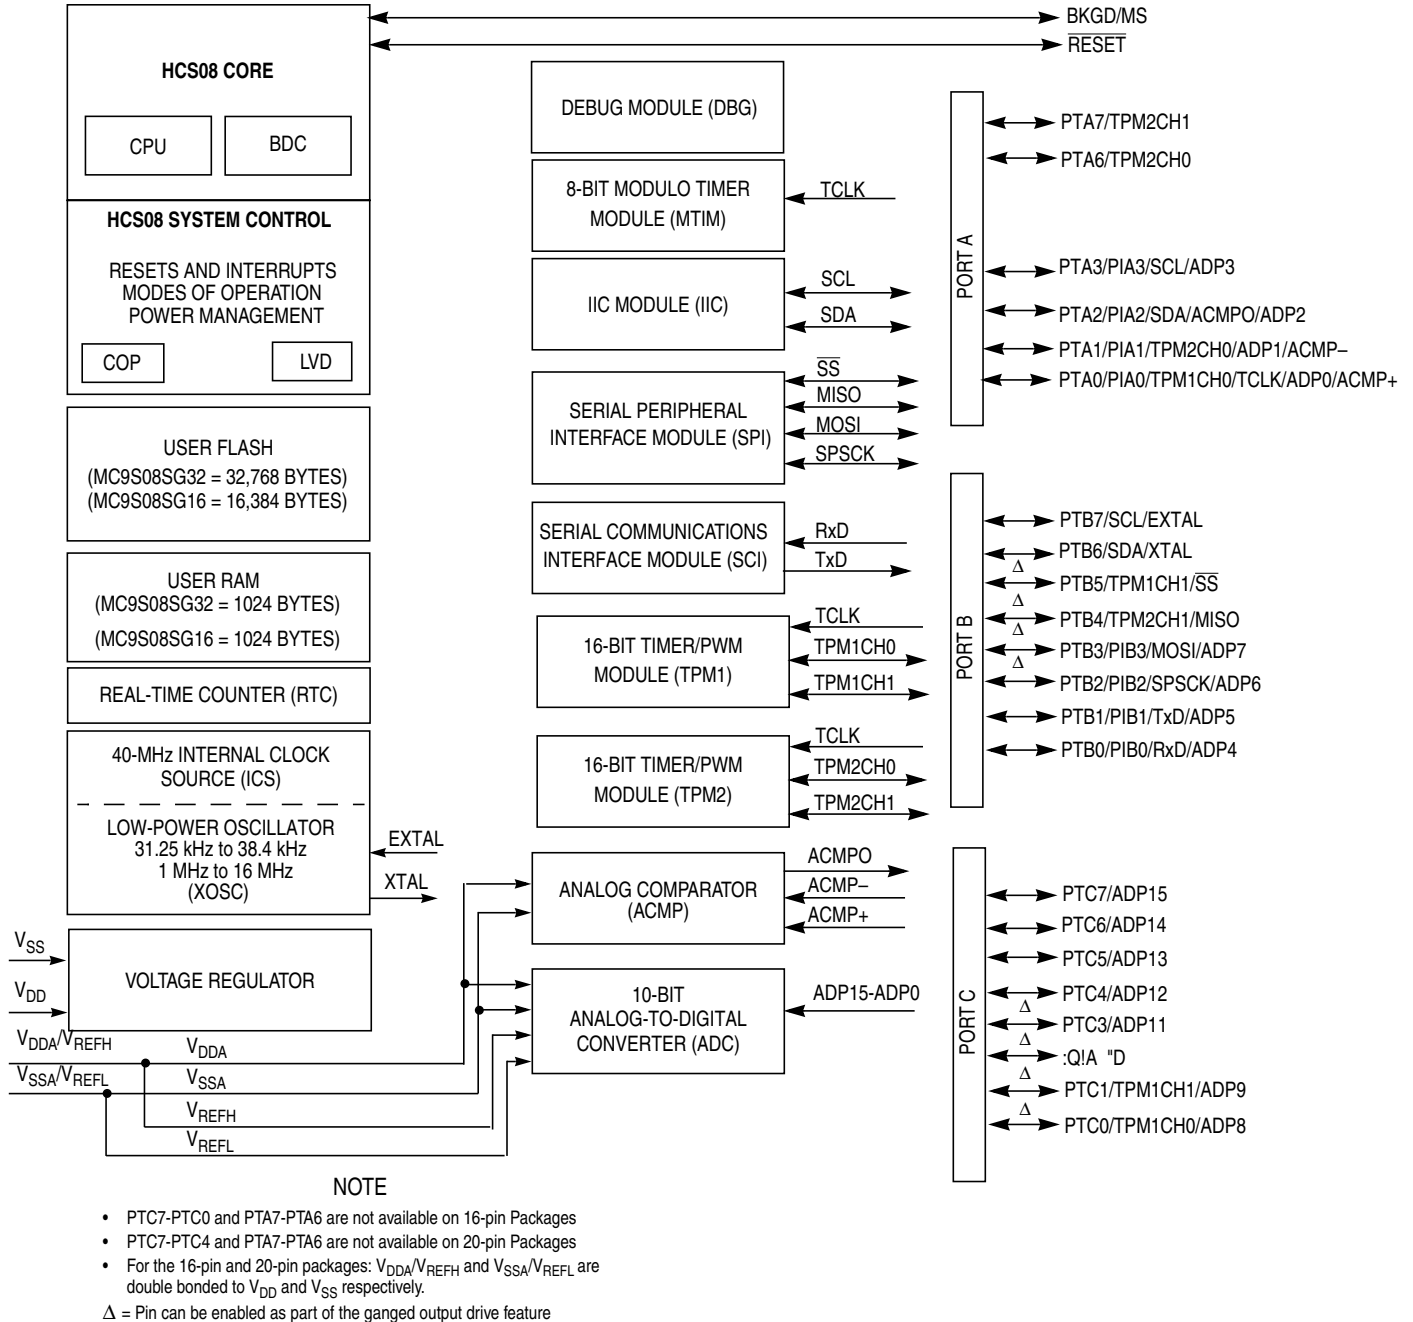 BKGD/MS
RESET
HCS08 CORE
CPU
BDC
HCS08 SYSTEM CONTROL
RESETS AND INTERRUPTS
MODES OF OPERATION
POWER MANAGEMENT
COP
LVD
USER FLASH
(MC9S08SG32 = 32,768 BYTES)
(MC9S08SG16 = 16,384 BYTES)
USER RAM
(MC9S08SG32 = 1024 BYTES)
(MC9S08SG16 = 1024 BYTES)
REAL-TIME COUNTER (RTC)
40-MHz INTERNAL CLOCK
SOURCE (ICS)
LOW-POWER OSCILLATOR
31.25 kHz to 38.4 kHz
1 MHz to 16 MHz
(XOSC)
EXTAL
XTAL
VSS
VDD
VOLTAGE REGULATOR
VDDA/VREFH
VDDA
VSSA/VREFL
VSSA
VREFH
VREFL
DEBUG MODULE (DBG)
8-BIT MODULO TIMER
MODULE (MTIM)
TCLK
IIC MODULE (IIC)
SCL
SDA
SERIAL PERIPHERAL
INTERFACE MODULE (SPI)
SS
MISO
MOSI
SPSCK
SERIAL COMMUNICATIONS
INTERFACE MODULE (SCI)
RxD
TxD
16-BIT TIMER/PWM
MODULE (TPM1)
TCLK
TPM1CH0
TPM1CH1
16-BIT TIMER/PWM
MODULE (TPM2)
TCLK
TPM2CH0
TPM2CH1
ANALOG COMPARATOR
(ACMP)
ACMPO
ACMP–
ACMP+
10-BIT
ANALOG-TO-DIGITAL
CONVERTER (ADC)
ADP15-ADP0
PORT A
PTA7/TPM2CH1
PTA6/TPM2CH0
PTA3/PIA3/SCL/ADP3
PTA2/PIA2/SDA/ACMPO/ADP2
PTA1/PIA1/TPM2CH0/ADP1/ACMP–
PTA0/PIA0/TPM1CH0/TCLK/ADP0/ACMP+
PORT B
PTB7/SCL/EXTAL
PTB6/SDA/XTAL
Δ
PTB5/TPM1CH1/SS
Δ
PTB4/TPM2CH1/MISO
Δ
PTB3/PIB3/MOSI/ADP7
Δ
PTB2/PIB2/SPSCK/ADP6
PTB1/PIB1/TxD/ADP5
PTB0/PIB0/RxD/ADP4
PORT C
PTC7/ADP15
PTC6/ADP14
PTC5/ADP13
PTC4/ADP12
Δ
PTC3/ADP11
Δ
:Q!A "D
Δ
PTC1/TPM1CH1/ADP9
Δ
PTC0/TPM1CH0/ADP8
NOTE
• PTC7-PTC0 and PTA7-PTA6 are not available on 16-pin Packages
• PTC7-PTC4 and PTA7-PTA6 are not available on 20-pin Packages
• For the 16-pin and 20-pin packages: VDDA/VREFH and VSSA/VREFL are
double bonded to VDD and VSS respectively.
Δ = Pin can be enabled as part of the ganged output drive feature